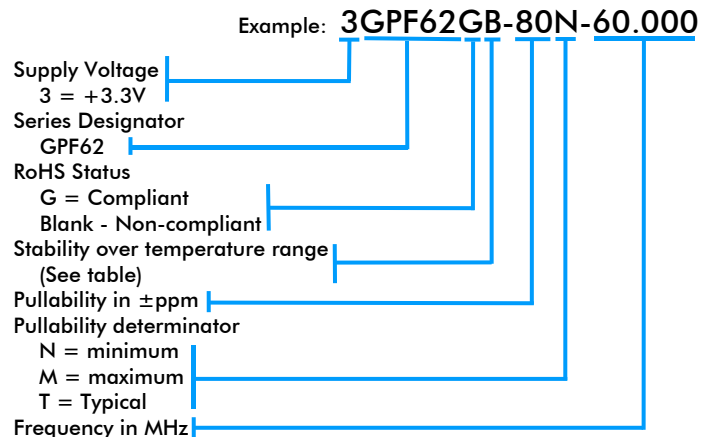 Example: 3GPF62GB-80N-60.000
Supply Voltage
3 = +3.3V
Series Designator
GPF62
RoHS Status
G = Compliant
Blank - Non-compliant
Stability over temperature range
(See table)
Pullability in ±ppm
Pullability determinator
N = minimum
M = maximum
T = Typical
Frequency in MHz